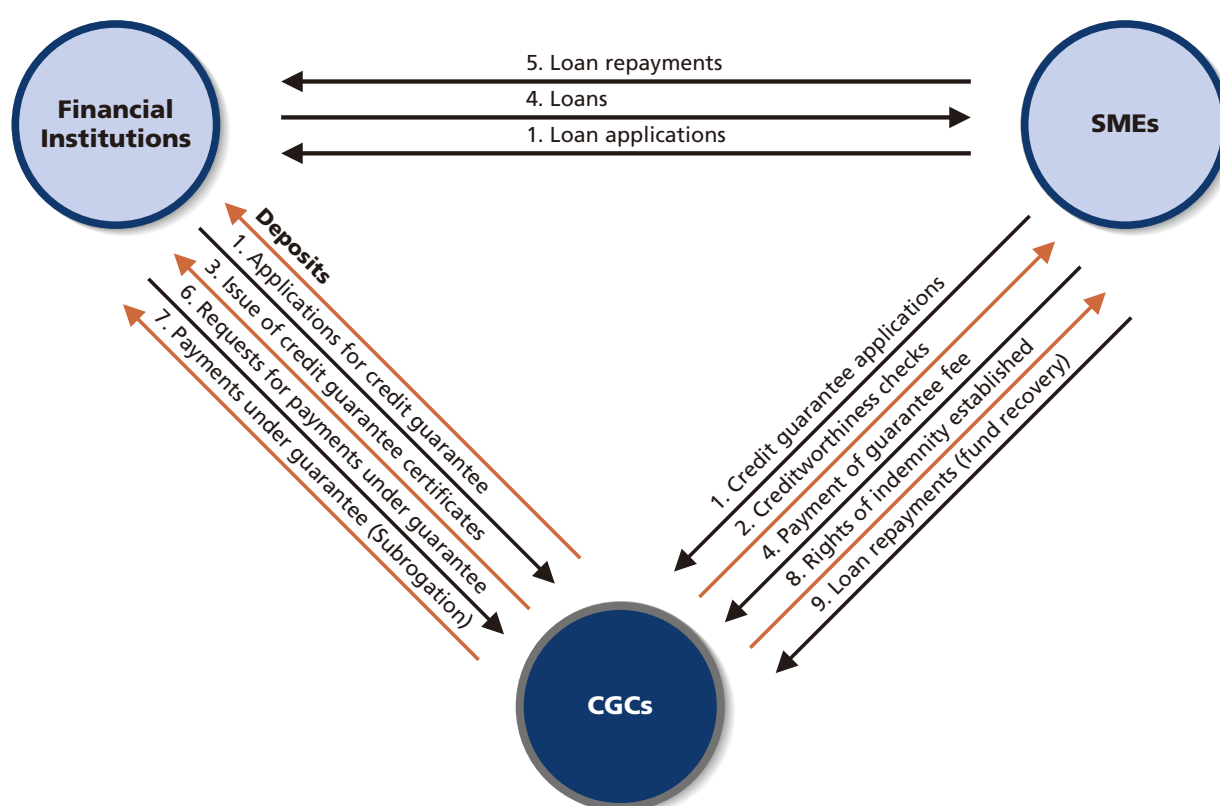 5. Loan repayments
4. Loans
1. Loan applications
Financial
Institutions
SMEs
Deposits
1. Applications for credit guarantee
3. Issue of credit guarantee certificates
6. Requests for payments under guarantee
7. Payments under guarantee (Subrogation)
1. Credit guarantee applications
2. Creditworthiness checks
4. Payment of guarantee fee
8. Rights of indemnity established
9. Loan repayments (fund recovery)
CGCs